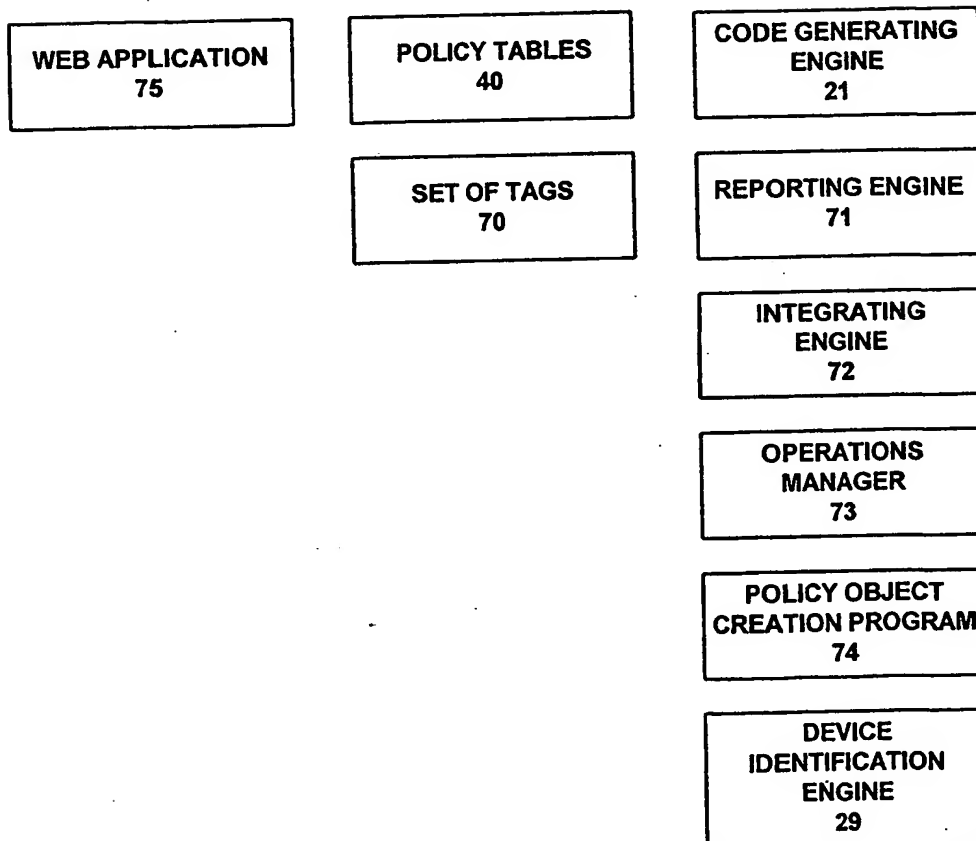 WEB APPLICATION
75
POLICY TABLES
40
SET OF TAGS
70
CODE GENERATING
ENGINE
21
REPORTING ENGINE
71
INTEGRATING
ENGINE
72
OPERATIONS
MANAGER
73
POLICY OBJECT
CREATION PROGRAM
74
DEVICE
IDENTIFICATION
ENGINE
29